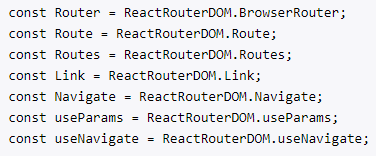 const Router = ReactRouterDOM.BrowserRouter;
const Route = ReactRouterDOM.Route;
const Routes = ReactRouterDOM.Routes;
const Link = ReactRouterDOM.Link;
const Navigate = ReactRouterDOM.Navigate;
const useParams = ReactRouterDOM.useParams;
const useNavigate = ReactRouterDOM.useNavigate;